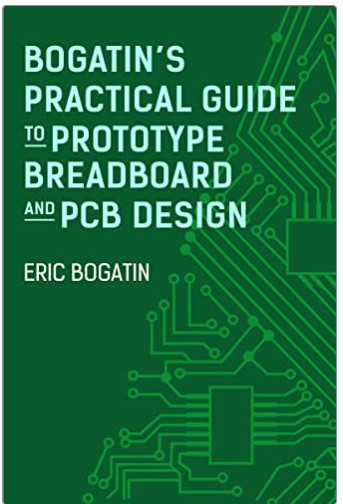 BOGATIN'S
PRACTICAL GUIDE
TO PROTOTYPE
BREADBOARD
AND PCB DESIGN
ERIC BOGATIN